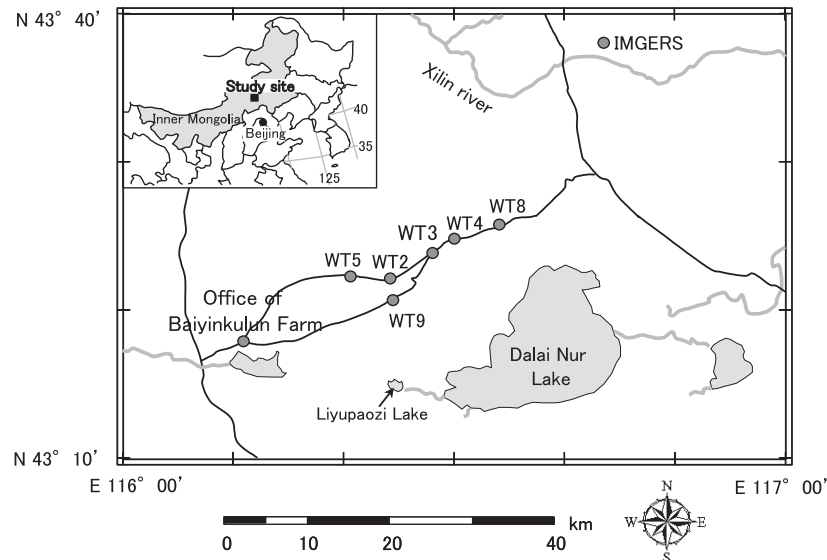 N 43° 40'
IMGERS
Xilin river
Study site
Inner Mongolia
Beijing
40
35
125
WT8
WT4
WT3
WT5 WT2
WT9
Office of
Baiyinkulun Farm
Dalai Nur
Lake
Liyupaozi Lake
N 43° 10'
E 116° 00'
E 117° 00'
0 10 20 40 km
N
W E
S